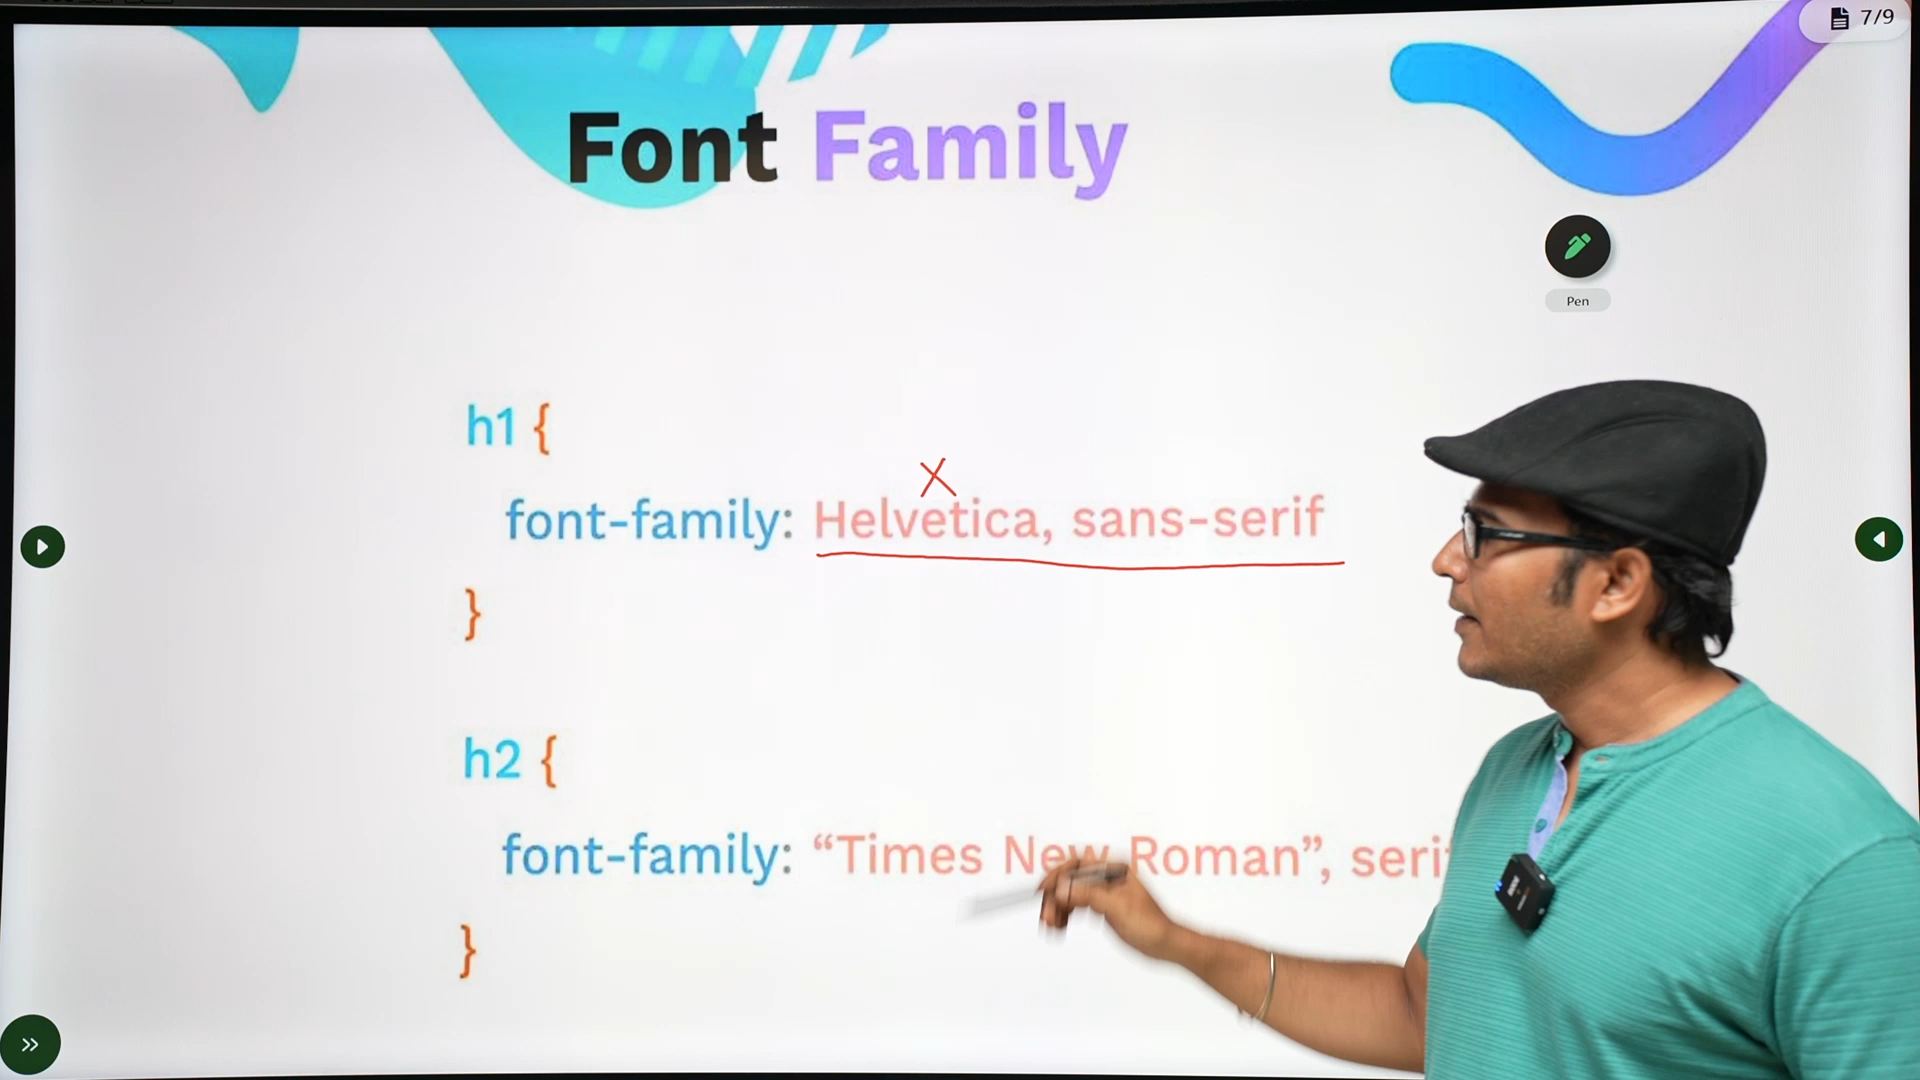 7/9
Font Family
Pen
h1 {
font-family: Helvetica, sans-serif
}
h2 {
font-family: “Times New Roman”, seri
}